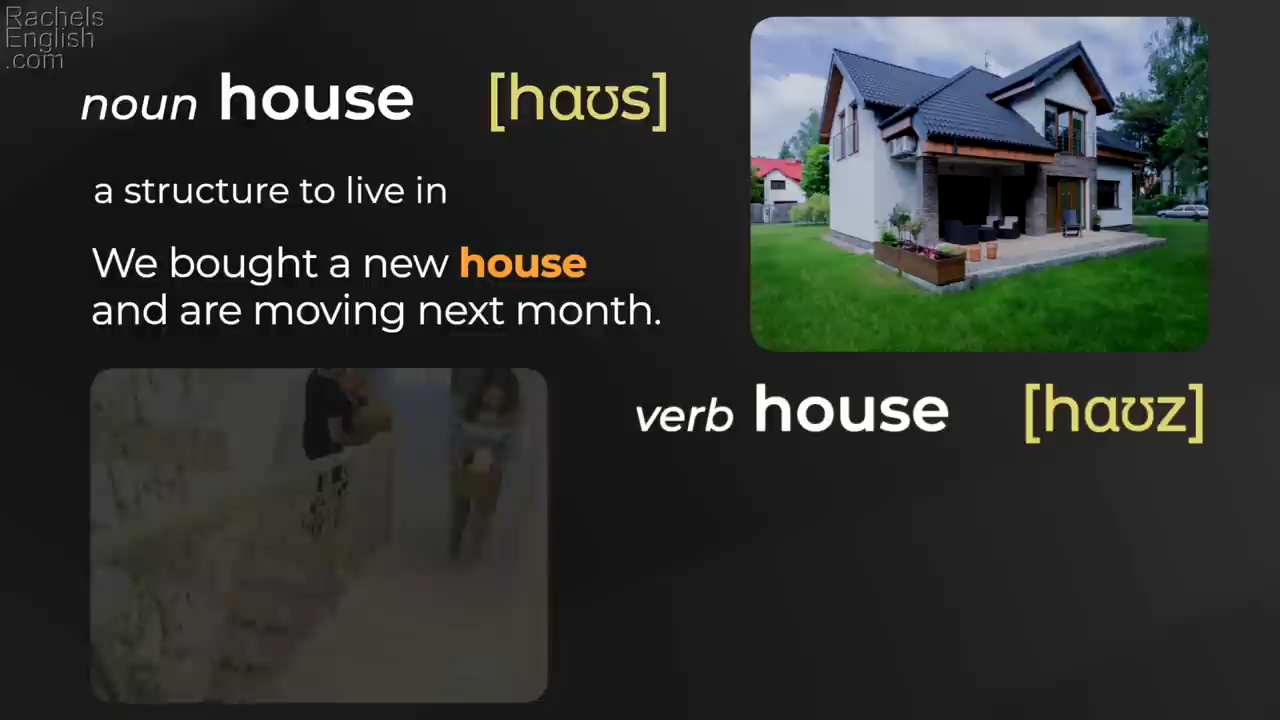 Rachels
English
.com
noun house [haʊs]
a structure to live in
We bought a new house
and are moving next month.
verb house [haʊz]